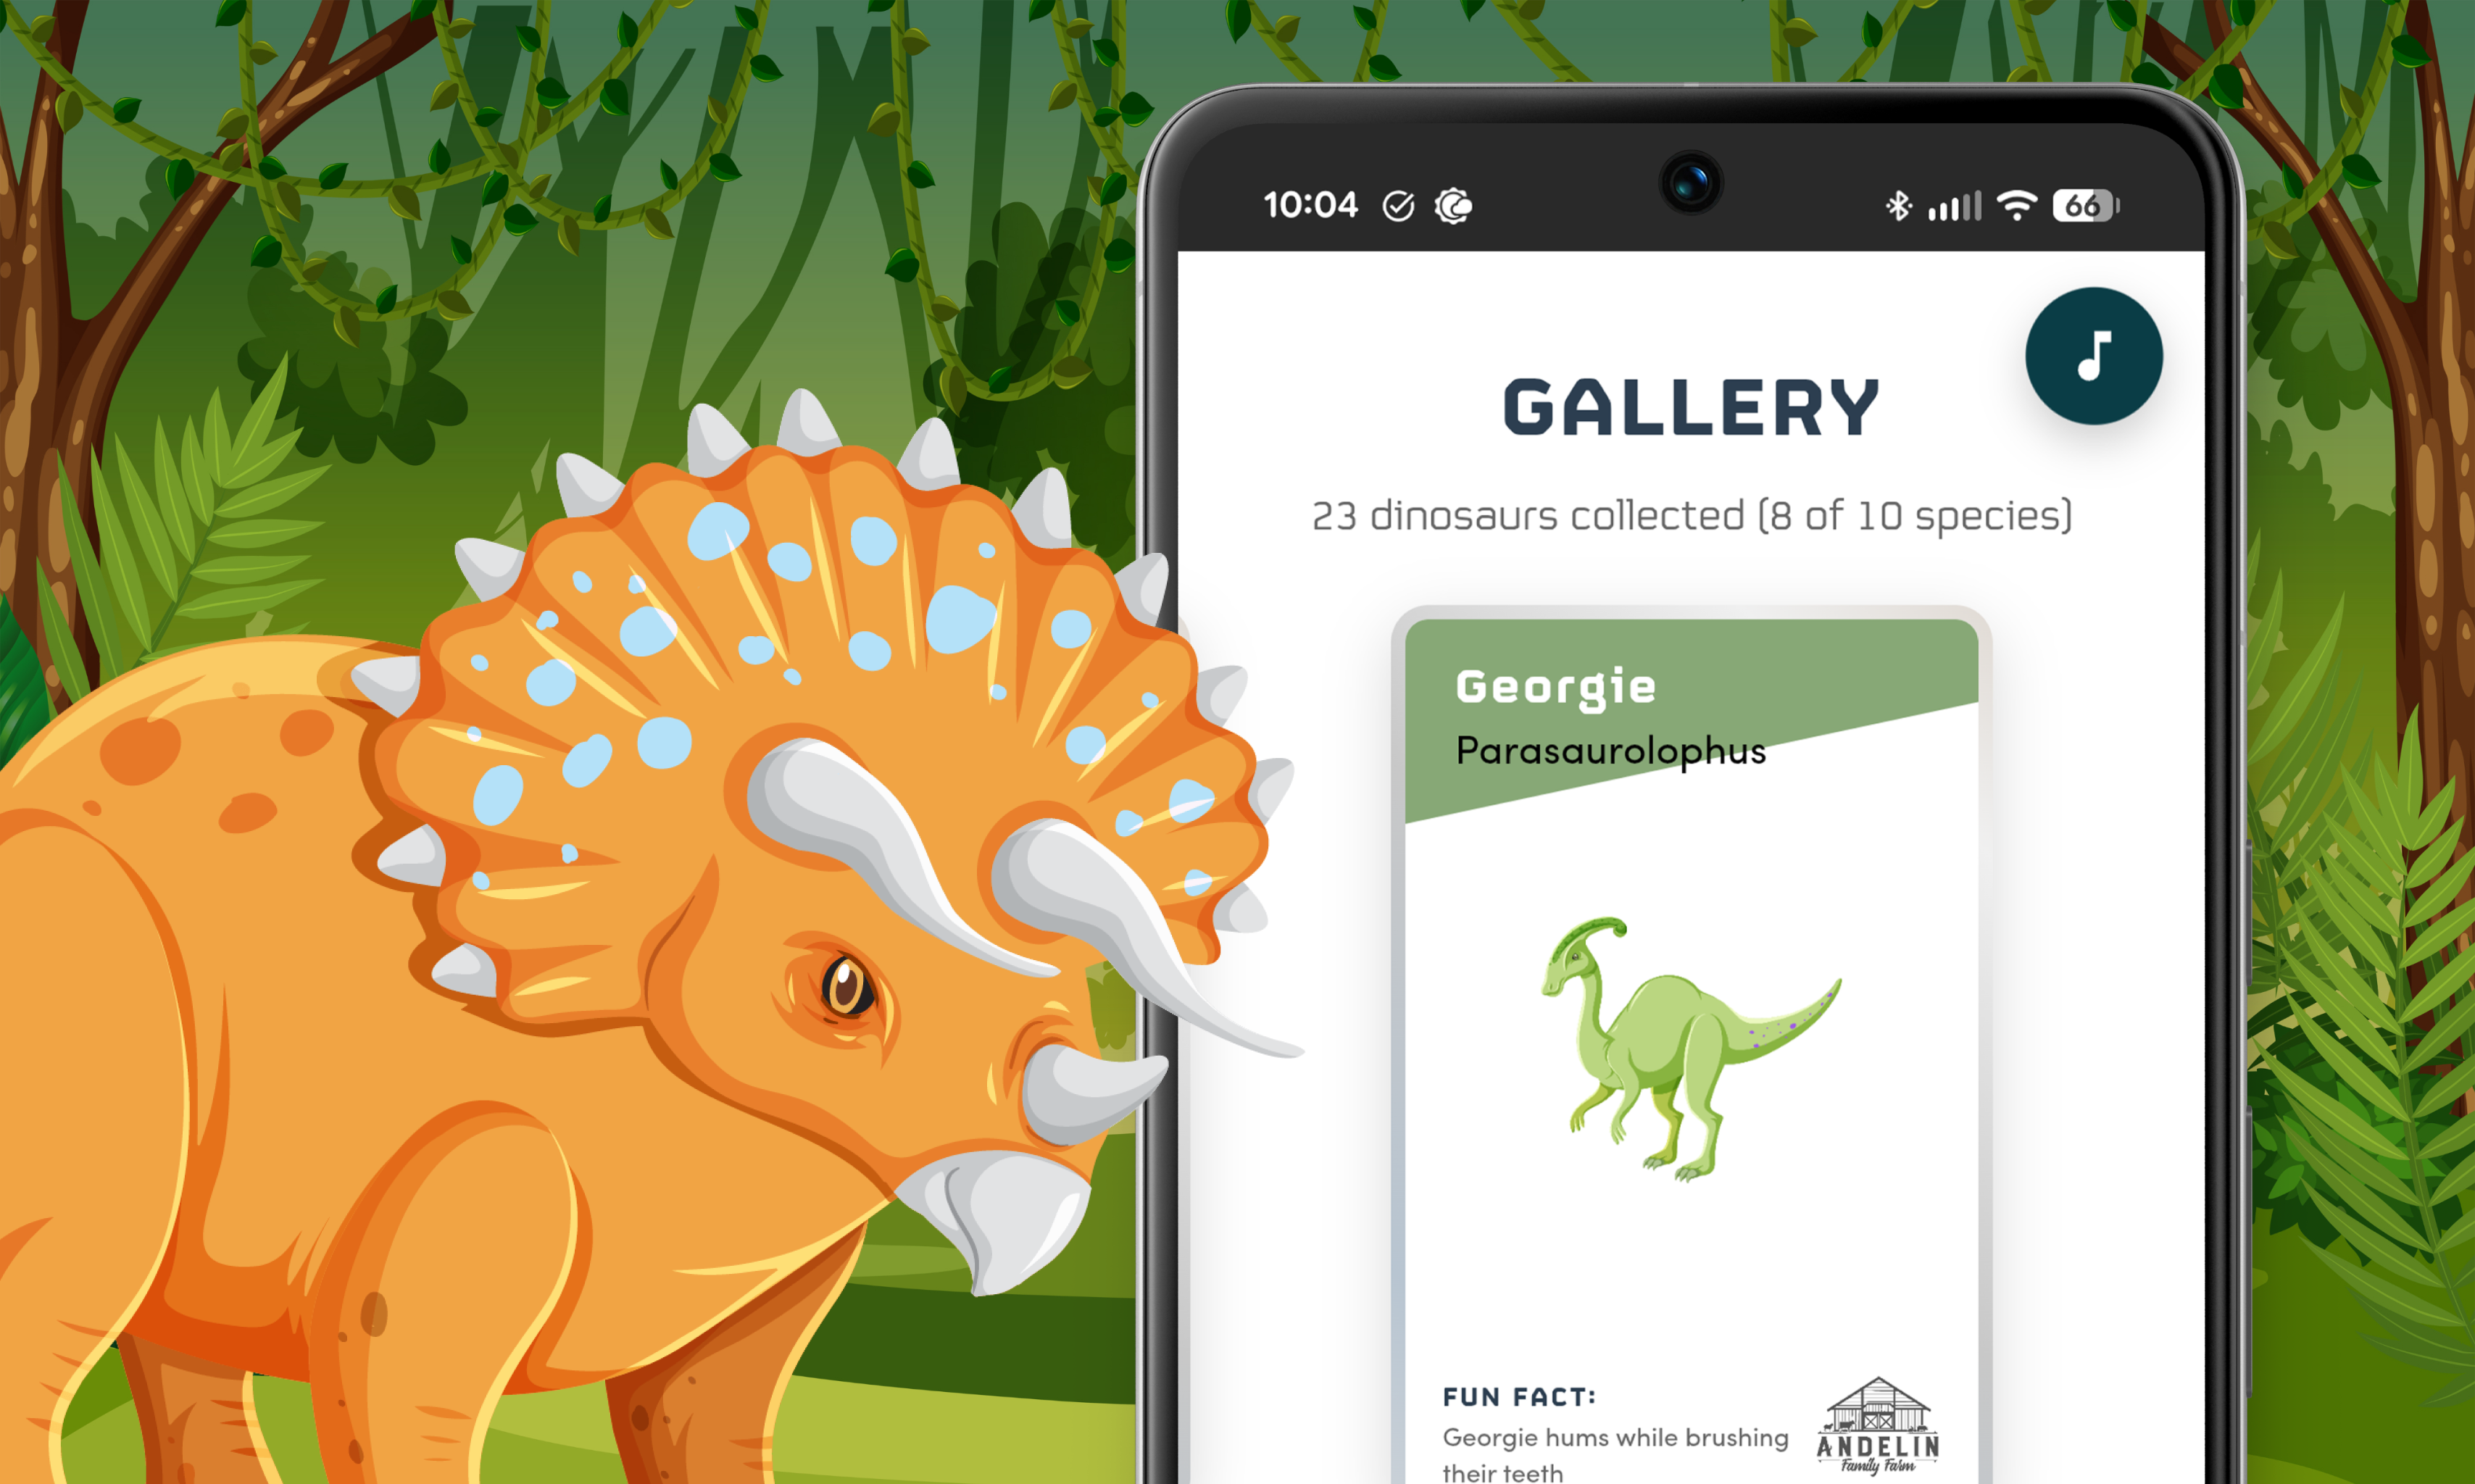 10:04
66
GALLERY
23 dinosaurs collected (8 of 10 species)
Georgie
Parasaurolophus
FUN FACT:
Georgie hums while brushing
their teeth
ANDELIN
Family Farm